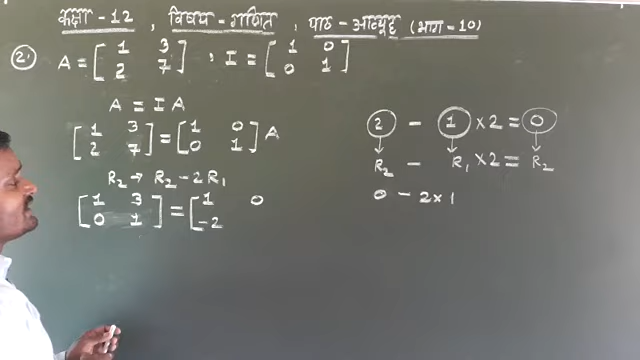 कक्षा - 12 , विषय - गणित , पाठ - आव्यूह (भाग - 10)
2. A = [ 1 3 ] , I = [ 1 0 ]
2 7 0 1
A = I A
[ 1 3 ] = [ 1 0 ] A
2 7 0 1
R₂ → R₂ - 2R₁
[ 1 3 ] = [ 1 0
0 1 -2
2 - 1 × 2 = 0
R₂ - R₁ × 2 = R₂
0 - 2 × 1